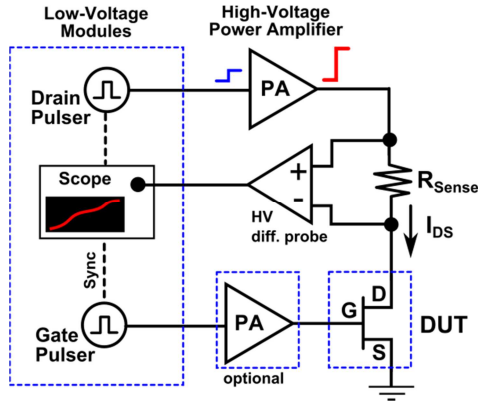 Low-Voltage
Modules
High-Voltage
Power Amplifier
Drain
Pulser
PA
Scope
+
-
HV
diff. probe
R_Sense
I_DS
Sync
Gate
Pulser
PA
optional
G
D
S
DUT